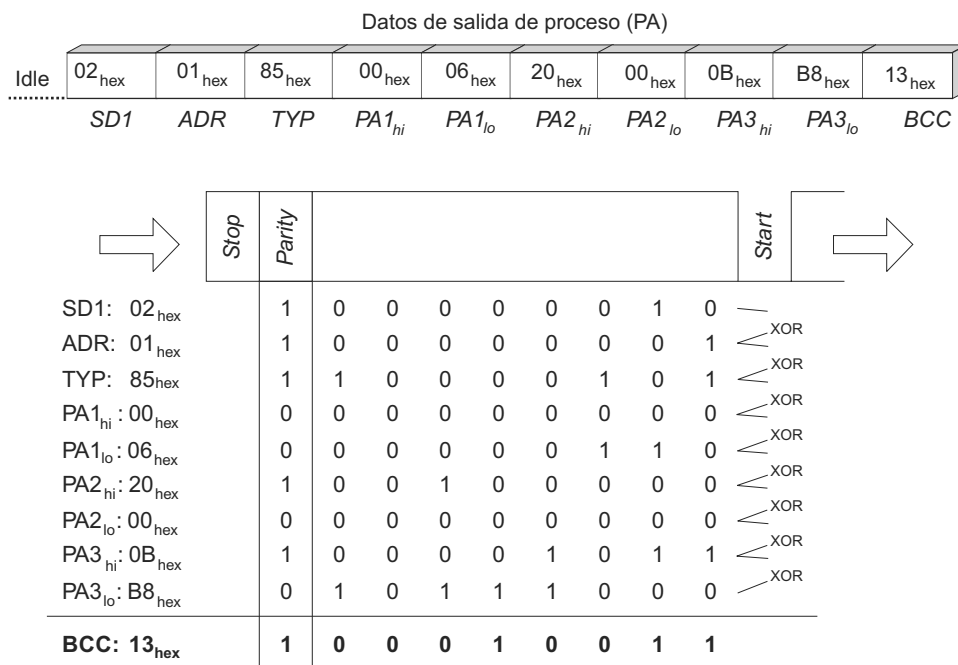 Datos de salida de proceso (PA)
Idle 02hex 01hex 85hex 00hex 06hex 20hex 00hex 0Bhex B8hex 13hex
SD1 ADR TYP PA1hi PA1lo PA2hi PA2lo PA3hi PA3lo BCC
Stop Parity Start
SD1: 02hex 1 0 0 0 0 0 0 1 0
XOR
ADR: 01hex 1 0 0 0 0 0 0 0 1
XOR
TYP: 85hex 1 1 0 0 0 0 1 0 1
XOR
PA1hi: 00hex 0 0 0 0 0 0 0 0 0
XOR
PA1lo: 06hex 0 0 0 0 0 0 1 1 0
XOR
PA2hi: 20hex 1 0 0 1 0 0 0 0 0
XOR
PA2lo: 00hex 0 0 0 0 0 0 0 0 0
XOR
PA3hi: 0Bhex 1 0 0 0 0 1 0 1 1
XOR
PA3lo: B8hex 0 1 0 1 1 1 0 0 0
BCC: 13hex 1 0 0 0 1 0 0 1 1